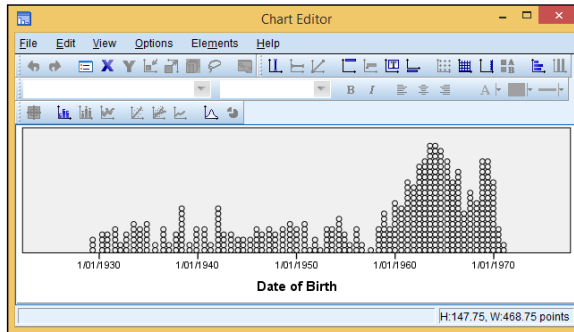 Chart Editor
File Edit View Options Elements Help
X Y T A B
B I A
1/01/1930 1/01/1940 1/01/1950 1/01/1960 1/01/1970
Date of Birth
H:147.75, W:468.75 points